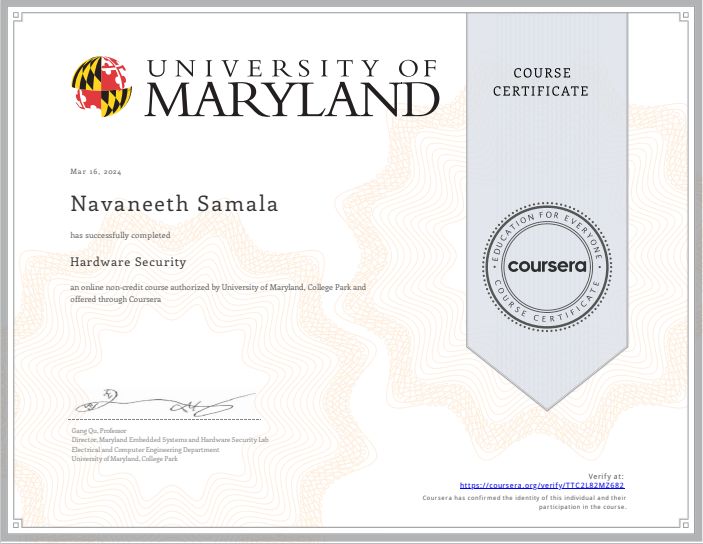 UNIVERSITY OF
MARYLAND
COURSE
CERTIFICATE
Mar 16, 2024
Navaneeth Samala
has successfully completed
Hardware Security
an online non-credit course authorized by University of Maryland, College Park and
offered through Coursera
EDUCATION FOR EVERYONE
coursera
COURSE CERTIFICATE
Gang Qu, Professor
Director, Maryland Embedded Systems and Hardware Security Lab
Electrical and Computer Engineering Department
University of Maryland, College Park
Verify at:
https://coursera.org/verify/TTC2L82MZ682
Coursera has confirmed the identity of this individual and their
participation in the course.